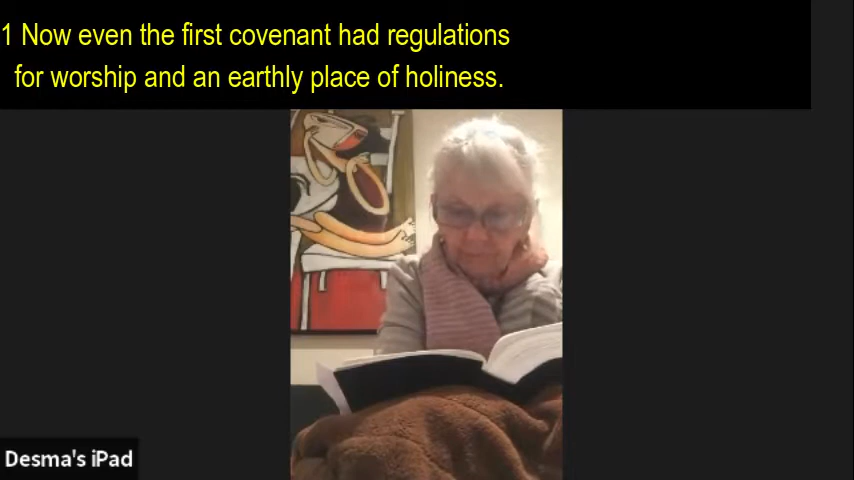 1 Now even the first covenant had regulations
for worship and an earthly place of holiness.
Desma's iPad